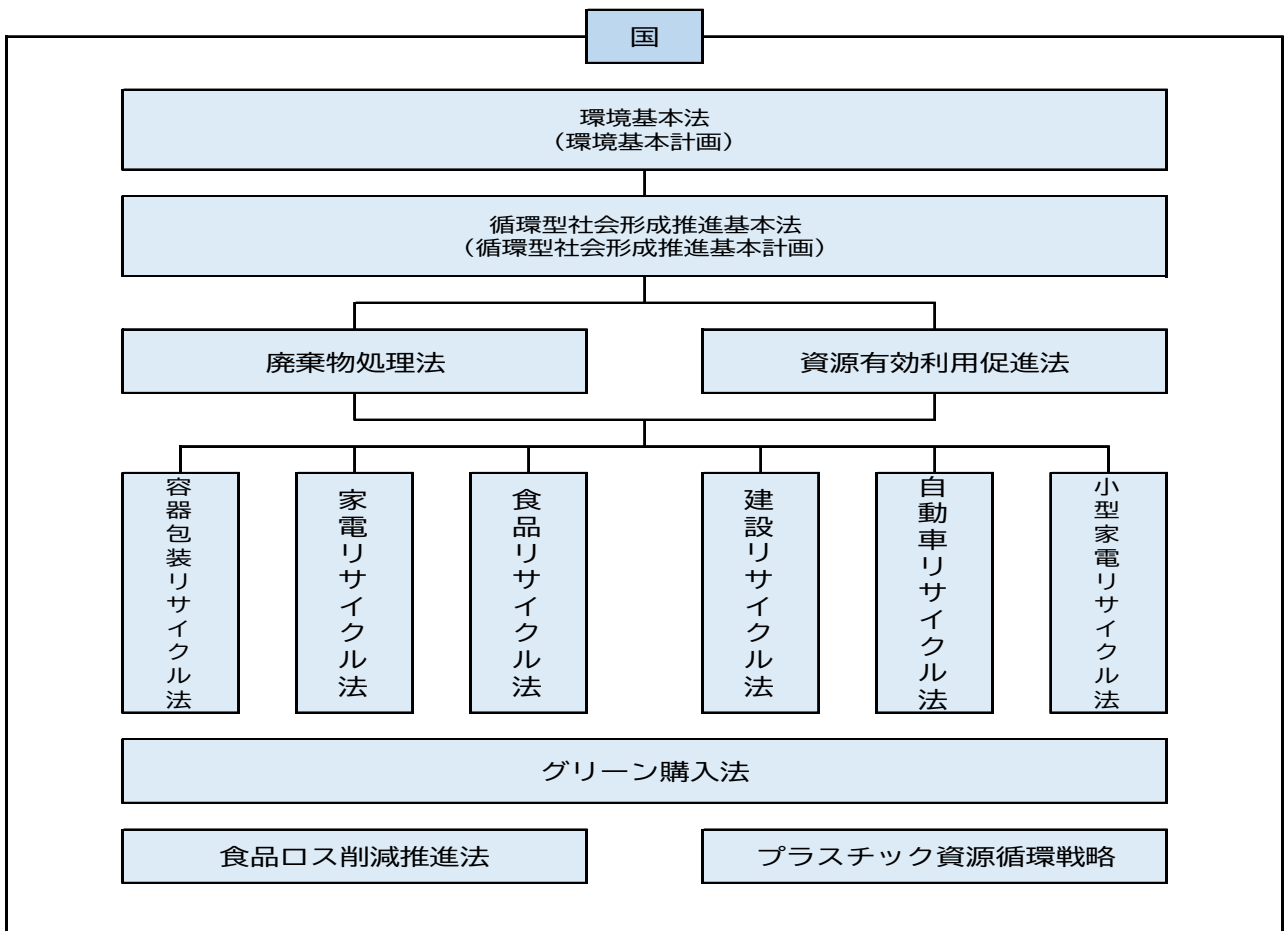 国
環境基本法
（環境基本計画）
循環型社会形成推進基本法
（循環型社会形成推進基本計画）
廃棄物処理法
資源有効利用促進法
容器包装リサイクル法
家電リサイクル法
食品リサイクル法
建設リサイクル法
自動車リサイクル法
小型家電リサイクル法
グリーン購入法
食品ロス削減推進法
プラスチック資源循環戦略